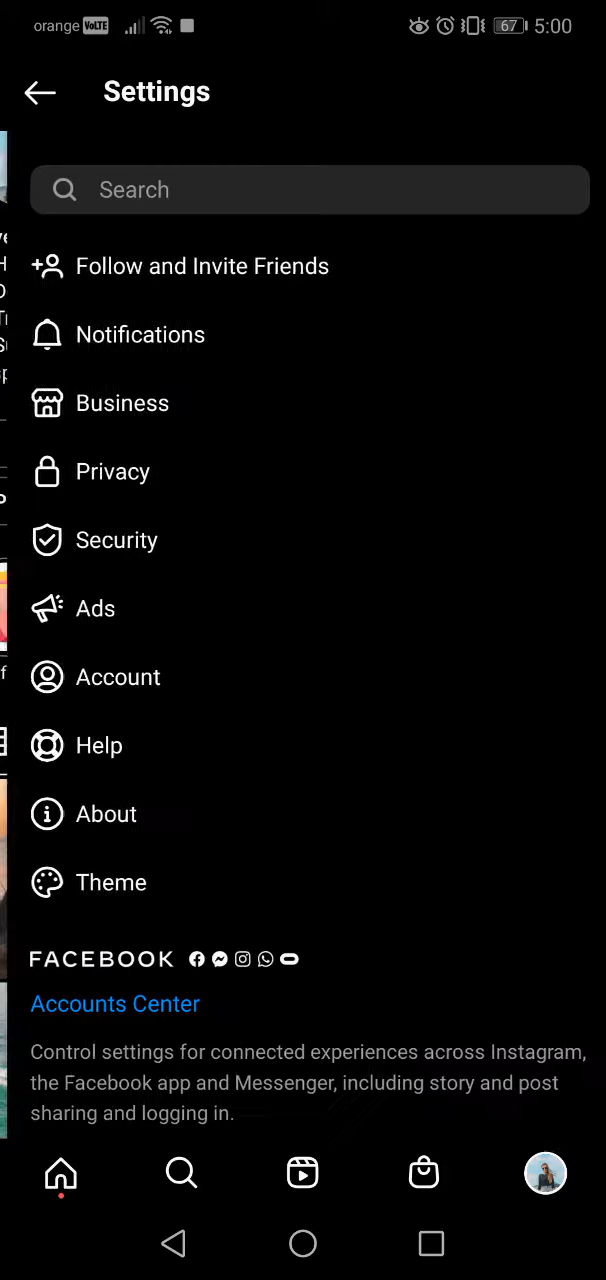 orange VoLTE 67 5:00
Settings
Search
Follow and Invite Friends
Notifications
Business
Privacy
Security
Ads
Account
Help
About
Theme
FACEBOOK
Accounts Center
Control settings for connected experiences across Instagram,
the Facebook app and Messenger, including story and post
sharing and logging in.